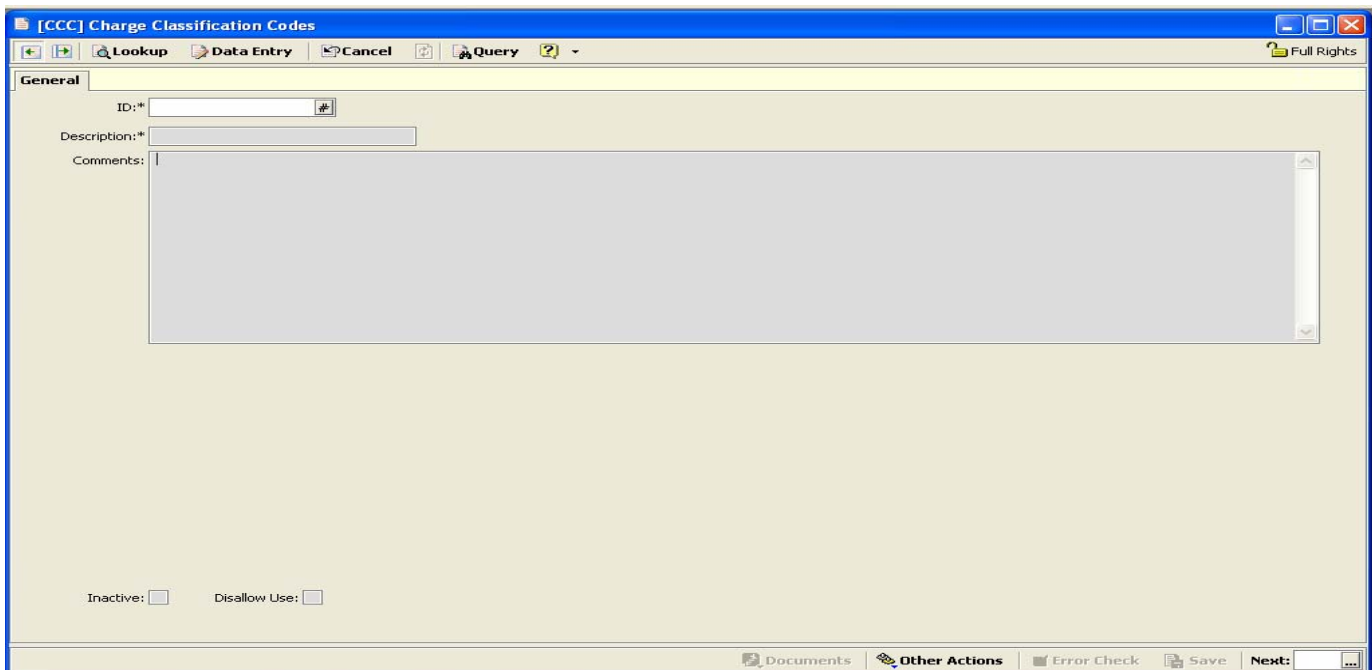 [CCC] Charge Classification Codes
Lookup Data Entry Cancel Query ? Full Rights
General
ID:* #
Description:*
Comments:
Inactive: Disallow Use:
Documents Other Actions Error Check Save Next: ...